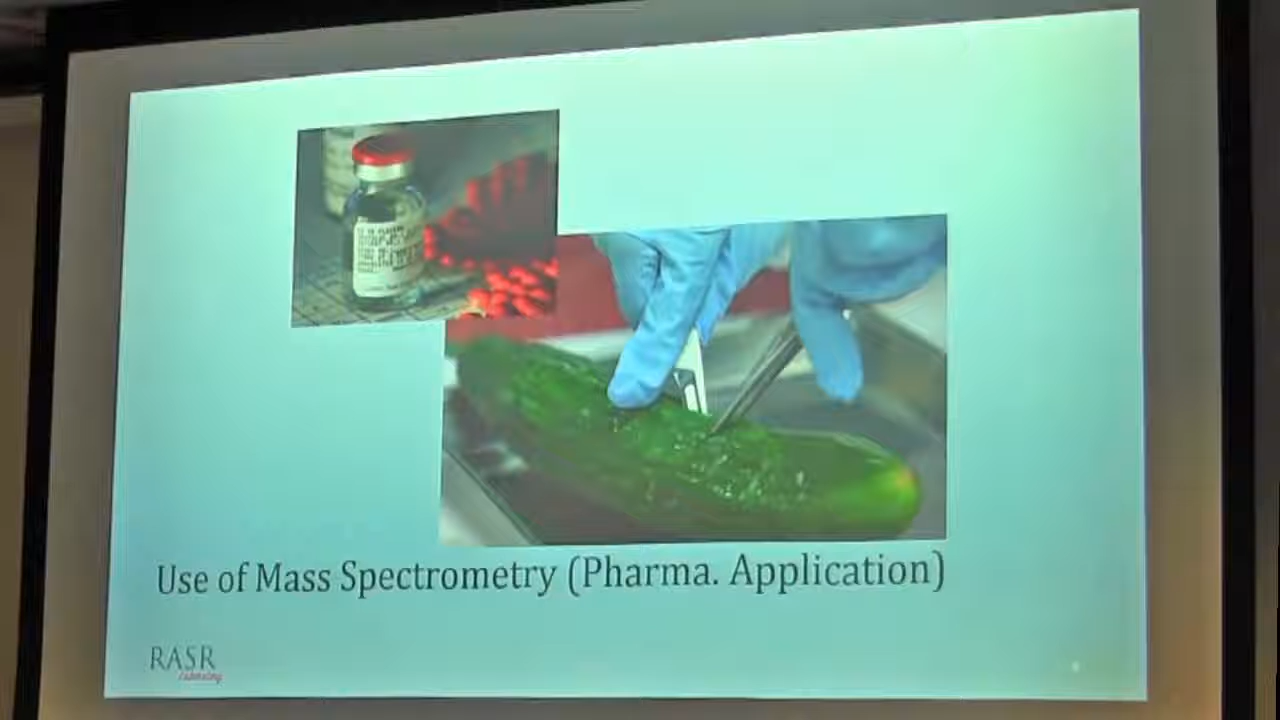 Use of Mass Spectrometry (Pharma. Application)
RASR